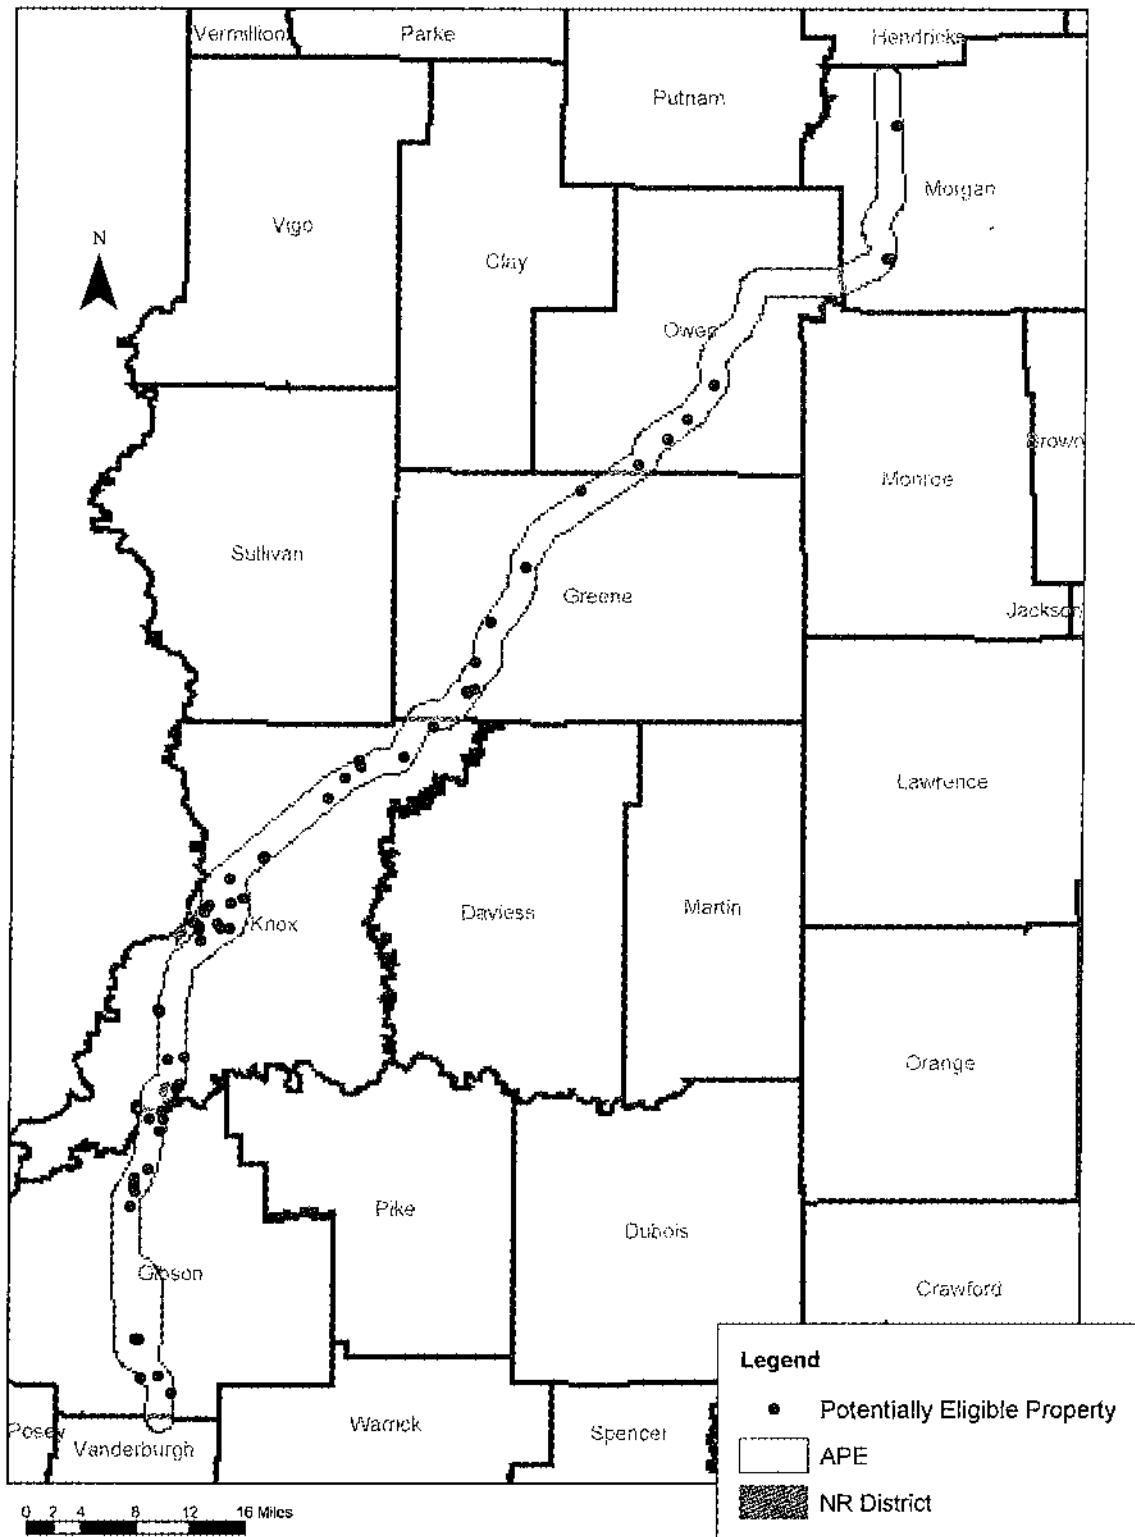 Vermillion
Parke
Hendricks
Putnam
Morgan
Vigo
N
Clay
Owen
Brown
Monroe
Sullivan
Greene
Jackson
Lawrence
Knox
Daviess
Martin
Orange
Pike
Dubois
Gibson
Crawford
Legend
Potentially Eligible Property
APE
NR District
Posey
Vanderburgh
Warrick
Spencer
0 2 4 8 12 16 Miles